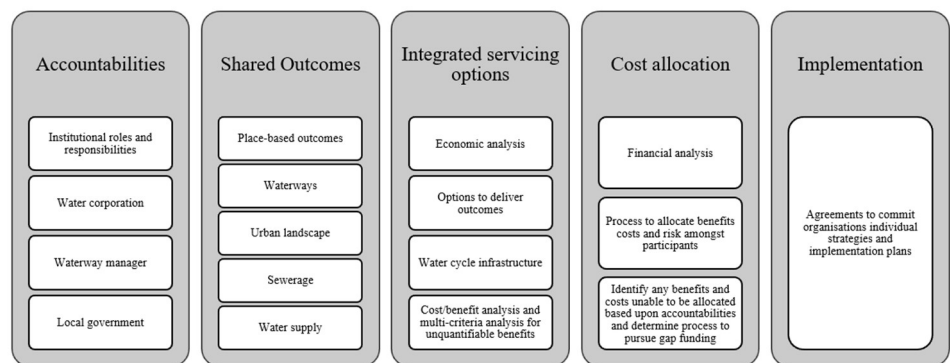 Accountabilities
Institutional roles and
responsibilities
Water corporation
Waterway manager
Local government
Shared Outcomes
Place-based outcomes
Waterways
Urban landscape
Sewerage
Water supply
Integrated servicing
options
Economic analysis
Options to deliver
outcomes
Water cycle infrastructure
Cost/benefit analysis and
multi-criteria analysis for
unquantifiable benefits
Cost allocation
Financial analysis
Process to allocate benefits
costs and risk amongst
participants
Identify any benefits and
costs unable to be allocated
based upon accountabilities
and determine process to
pursue gap funding
Implementation
Agreements to commit
organisations individual
strategies and
implementation plans